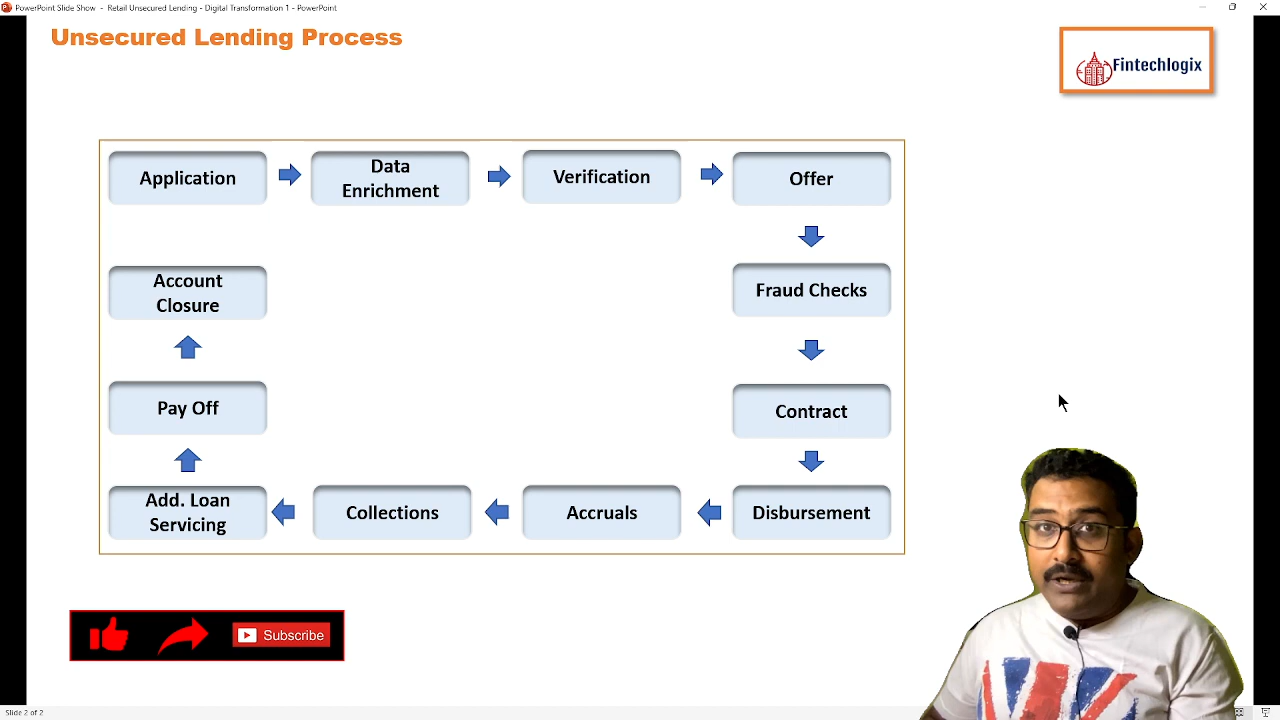 PowerPoint Slide Show - Retail Unsecured Lending - Digital Transformation 1 - PowerPoint
Unsecured Lending Process
Fintechlogix
Application
Data
Enrichment
Verification
Offer
Fraud Checks
Contract
Disbursement
Accruals
Collections
Add. Loan
Servicing
Pay Off
Account
Closure
Subscribe
Slide 2 of 2